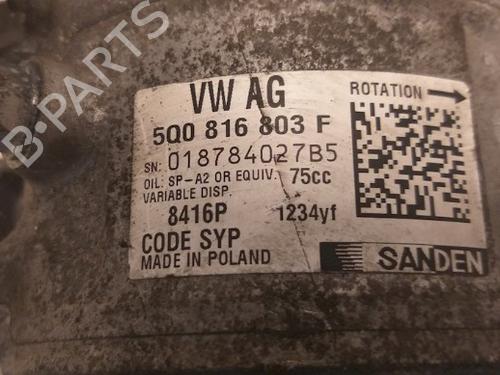 B-PARTS
VW AG
ROTATION
5Q0 816 803 F
SN: 018784027B5
OIL: SP-A2 OR EQUIV. 75cc
VARIABLE DISP.
8416P 1234yf
CODE SYP
MADE IN POLAND
SANDEN